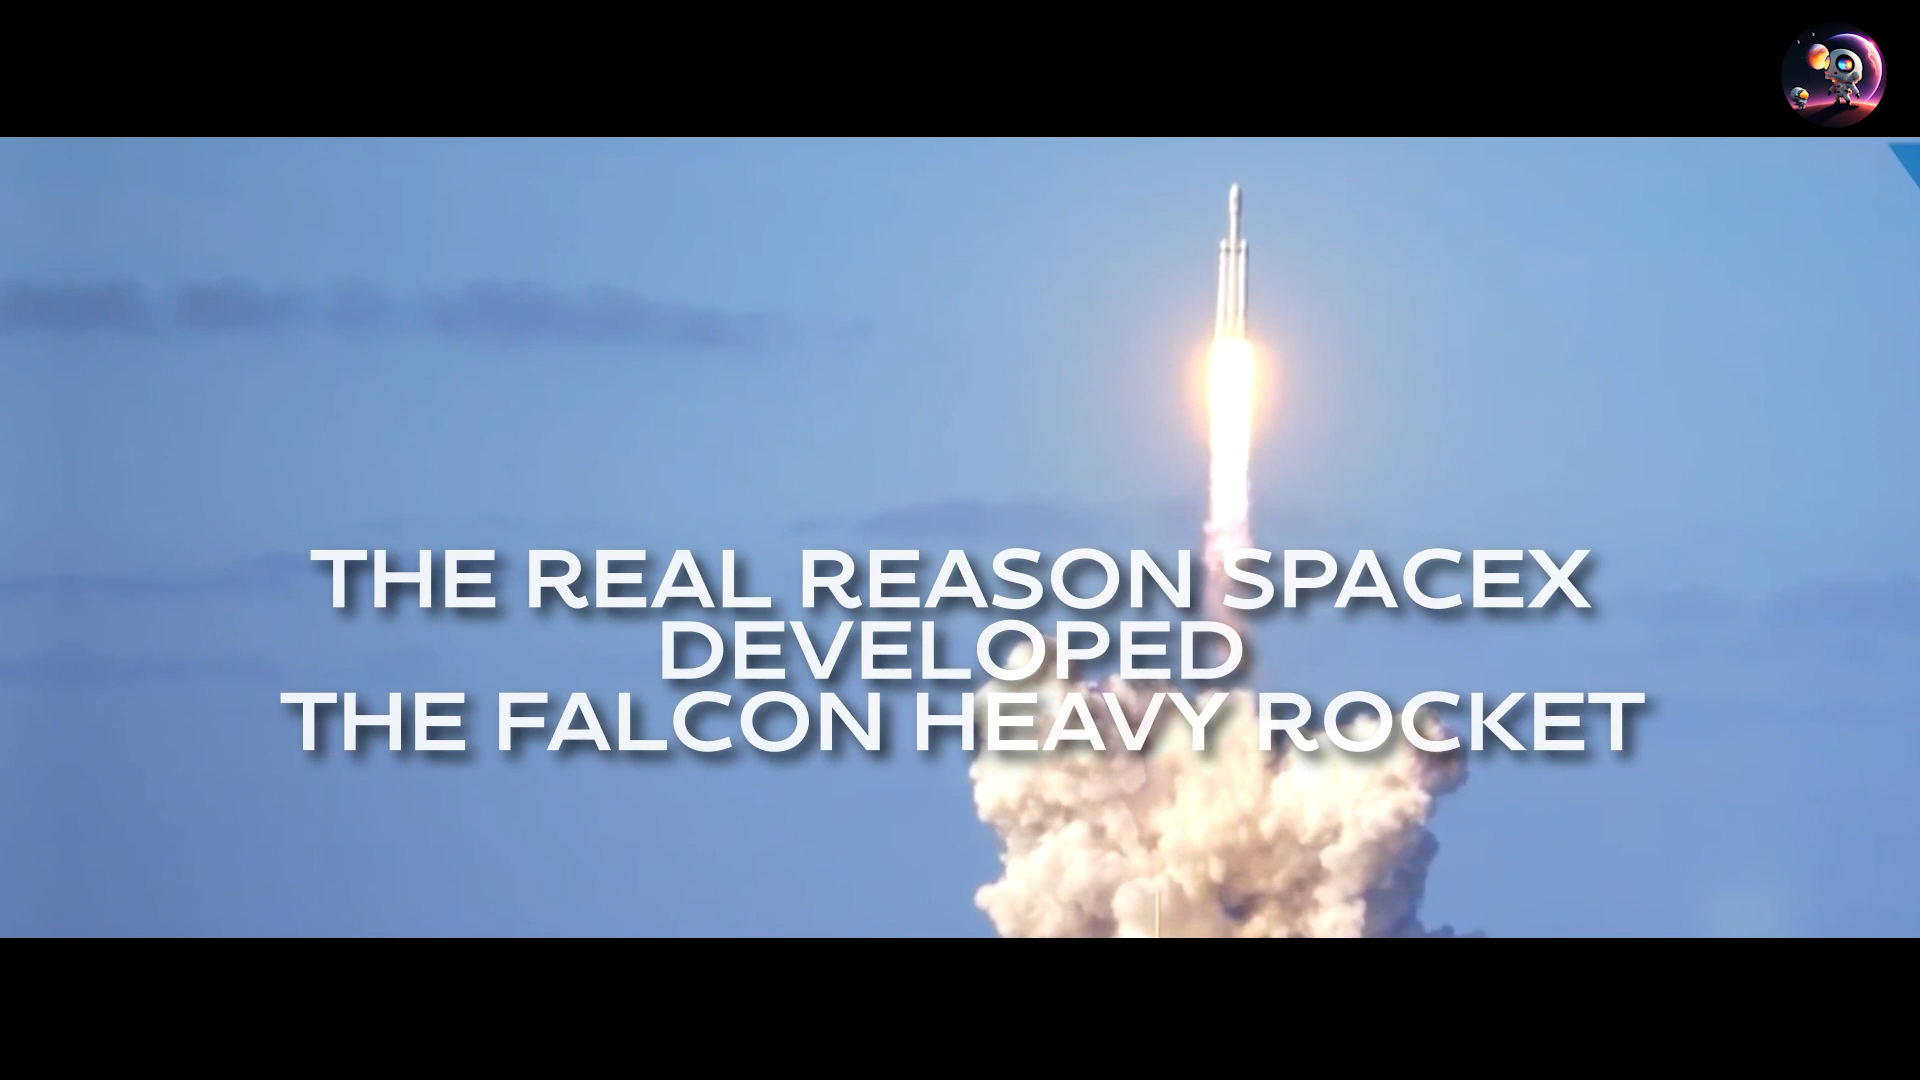 THE REAL REASON SPACEX
DEVELOPED
THE FALCON HEAVY ROCKET